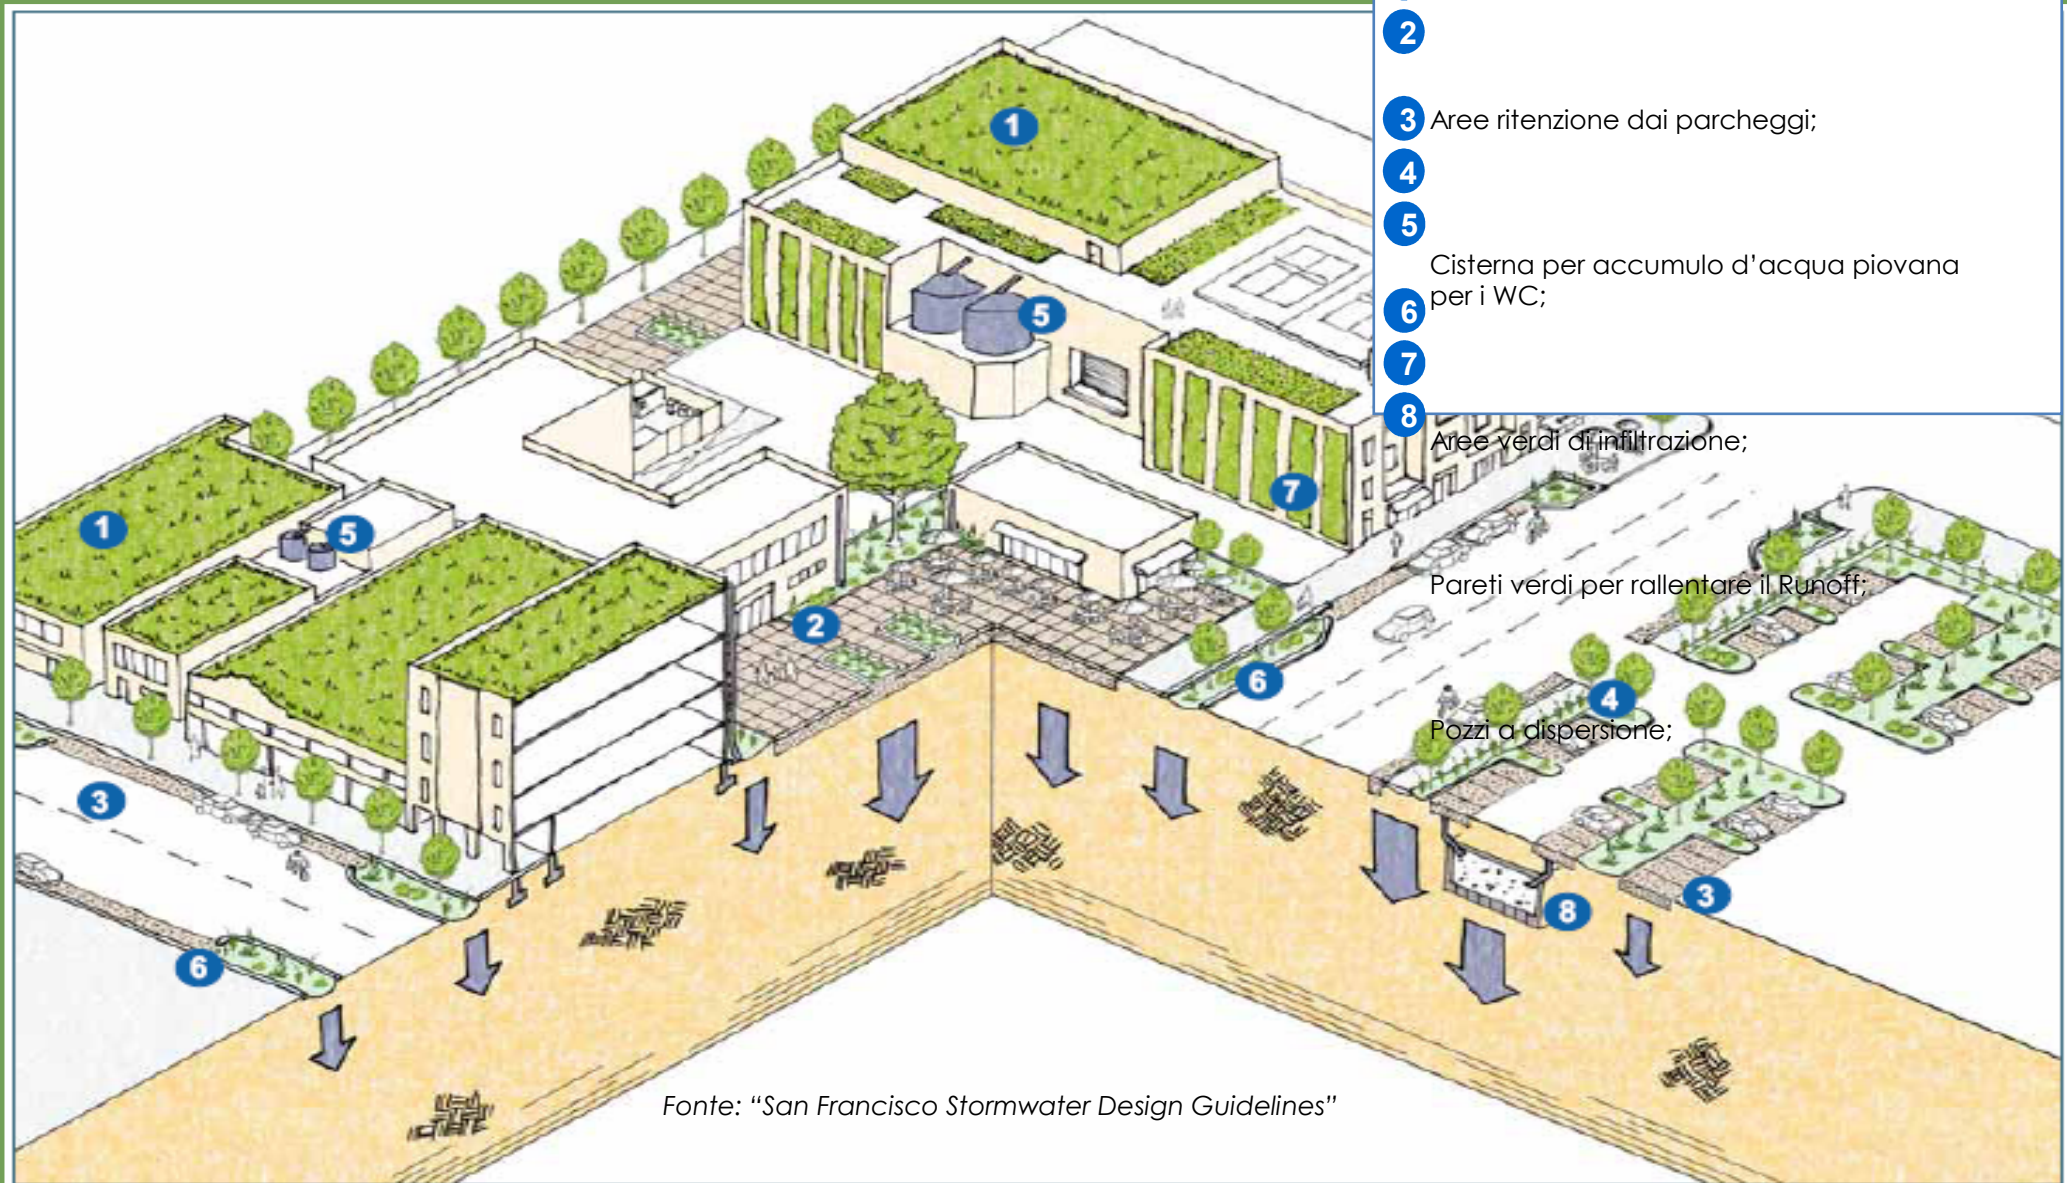 2
3 Aree ritenzione dai parcheggi;
4
5
Cisterna per accumulo d’acqua piovana
6 per i WC;
7
8
Aree verdi di infiltrazione;
Pareti verdi per rallentare il Runoff;
Pozzi a dispersione;
1
5
7
1
5
2
6
4
3
3
8
6
Fonte: “San Francisco Stormwater Design Guidelines”